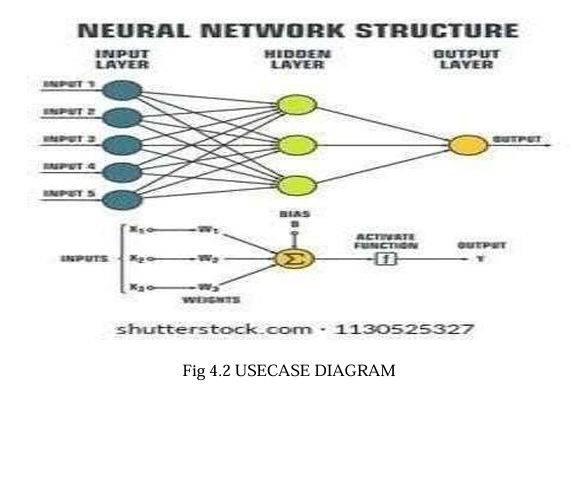 NEURAL NETWORK STRUCTURE
INPUT LAYER
HIDDEN LAYER
OUTPUT LAYER
INPUT 1
INPUT 2
INPUT 3
INPUT 4
INPUT 5
OUTPUT
BIAS
B
X₁ W₁
ACTIVATE FUNCTION
OUTPUT
INPUTS
X₂ W₂
Σ
f
Y
X₃ W₃
WEIGHTS
shutterstock.com · 1130525327
Fig 4.2 USECASE DIAGRAM